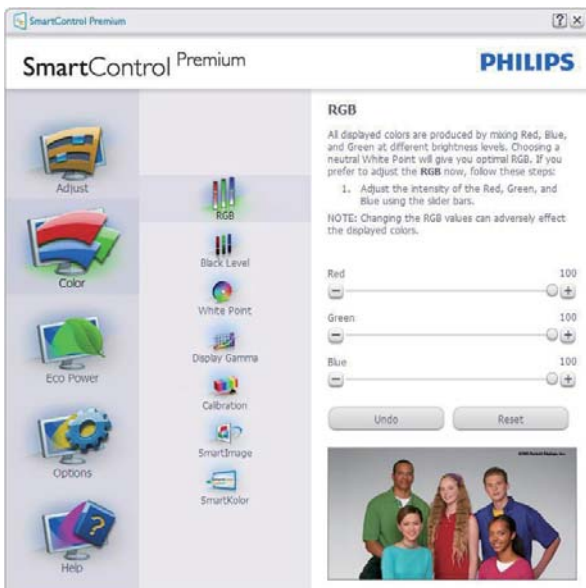 SmartControl Premium
SmartControl Premium
PHILIPS
Adjust
Color
Eco Power
Options
Help
RGB
Black Level
White Point
Display Gamma
Calibration
SmartImage
SmartKolor
RGB
All displayed colors are produced by mixing Red, Blue,
and Green at different brightness levels. Choosing a
neutral White Point will give you optimal RGB. If you
prefer to adjust the RGB now, follow these steps:
1. Adjust the intensity of the Red, Green, and
Blue using the slider bars.
NOTE: Changing the RGB values can adversely effect
the displayed colors.
Red 100
Green 100
Blue 100
Undo Reset